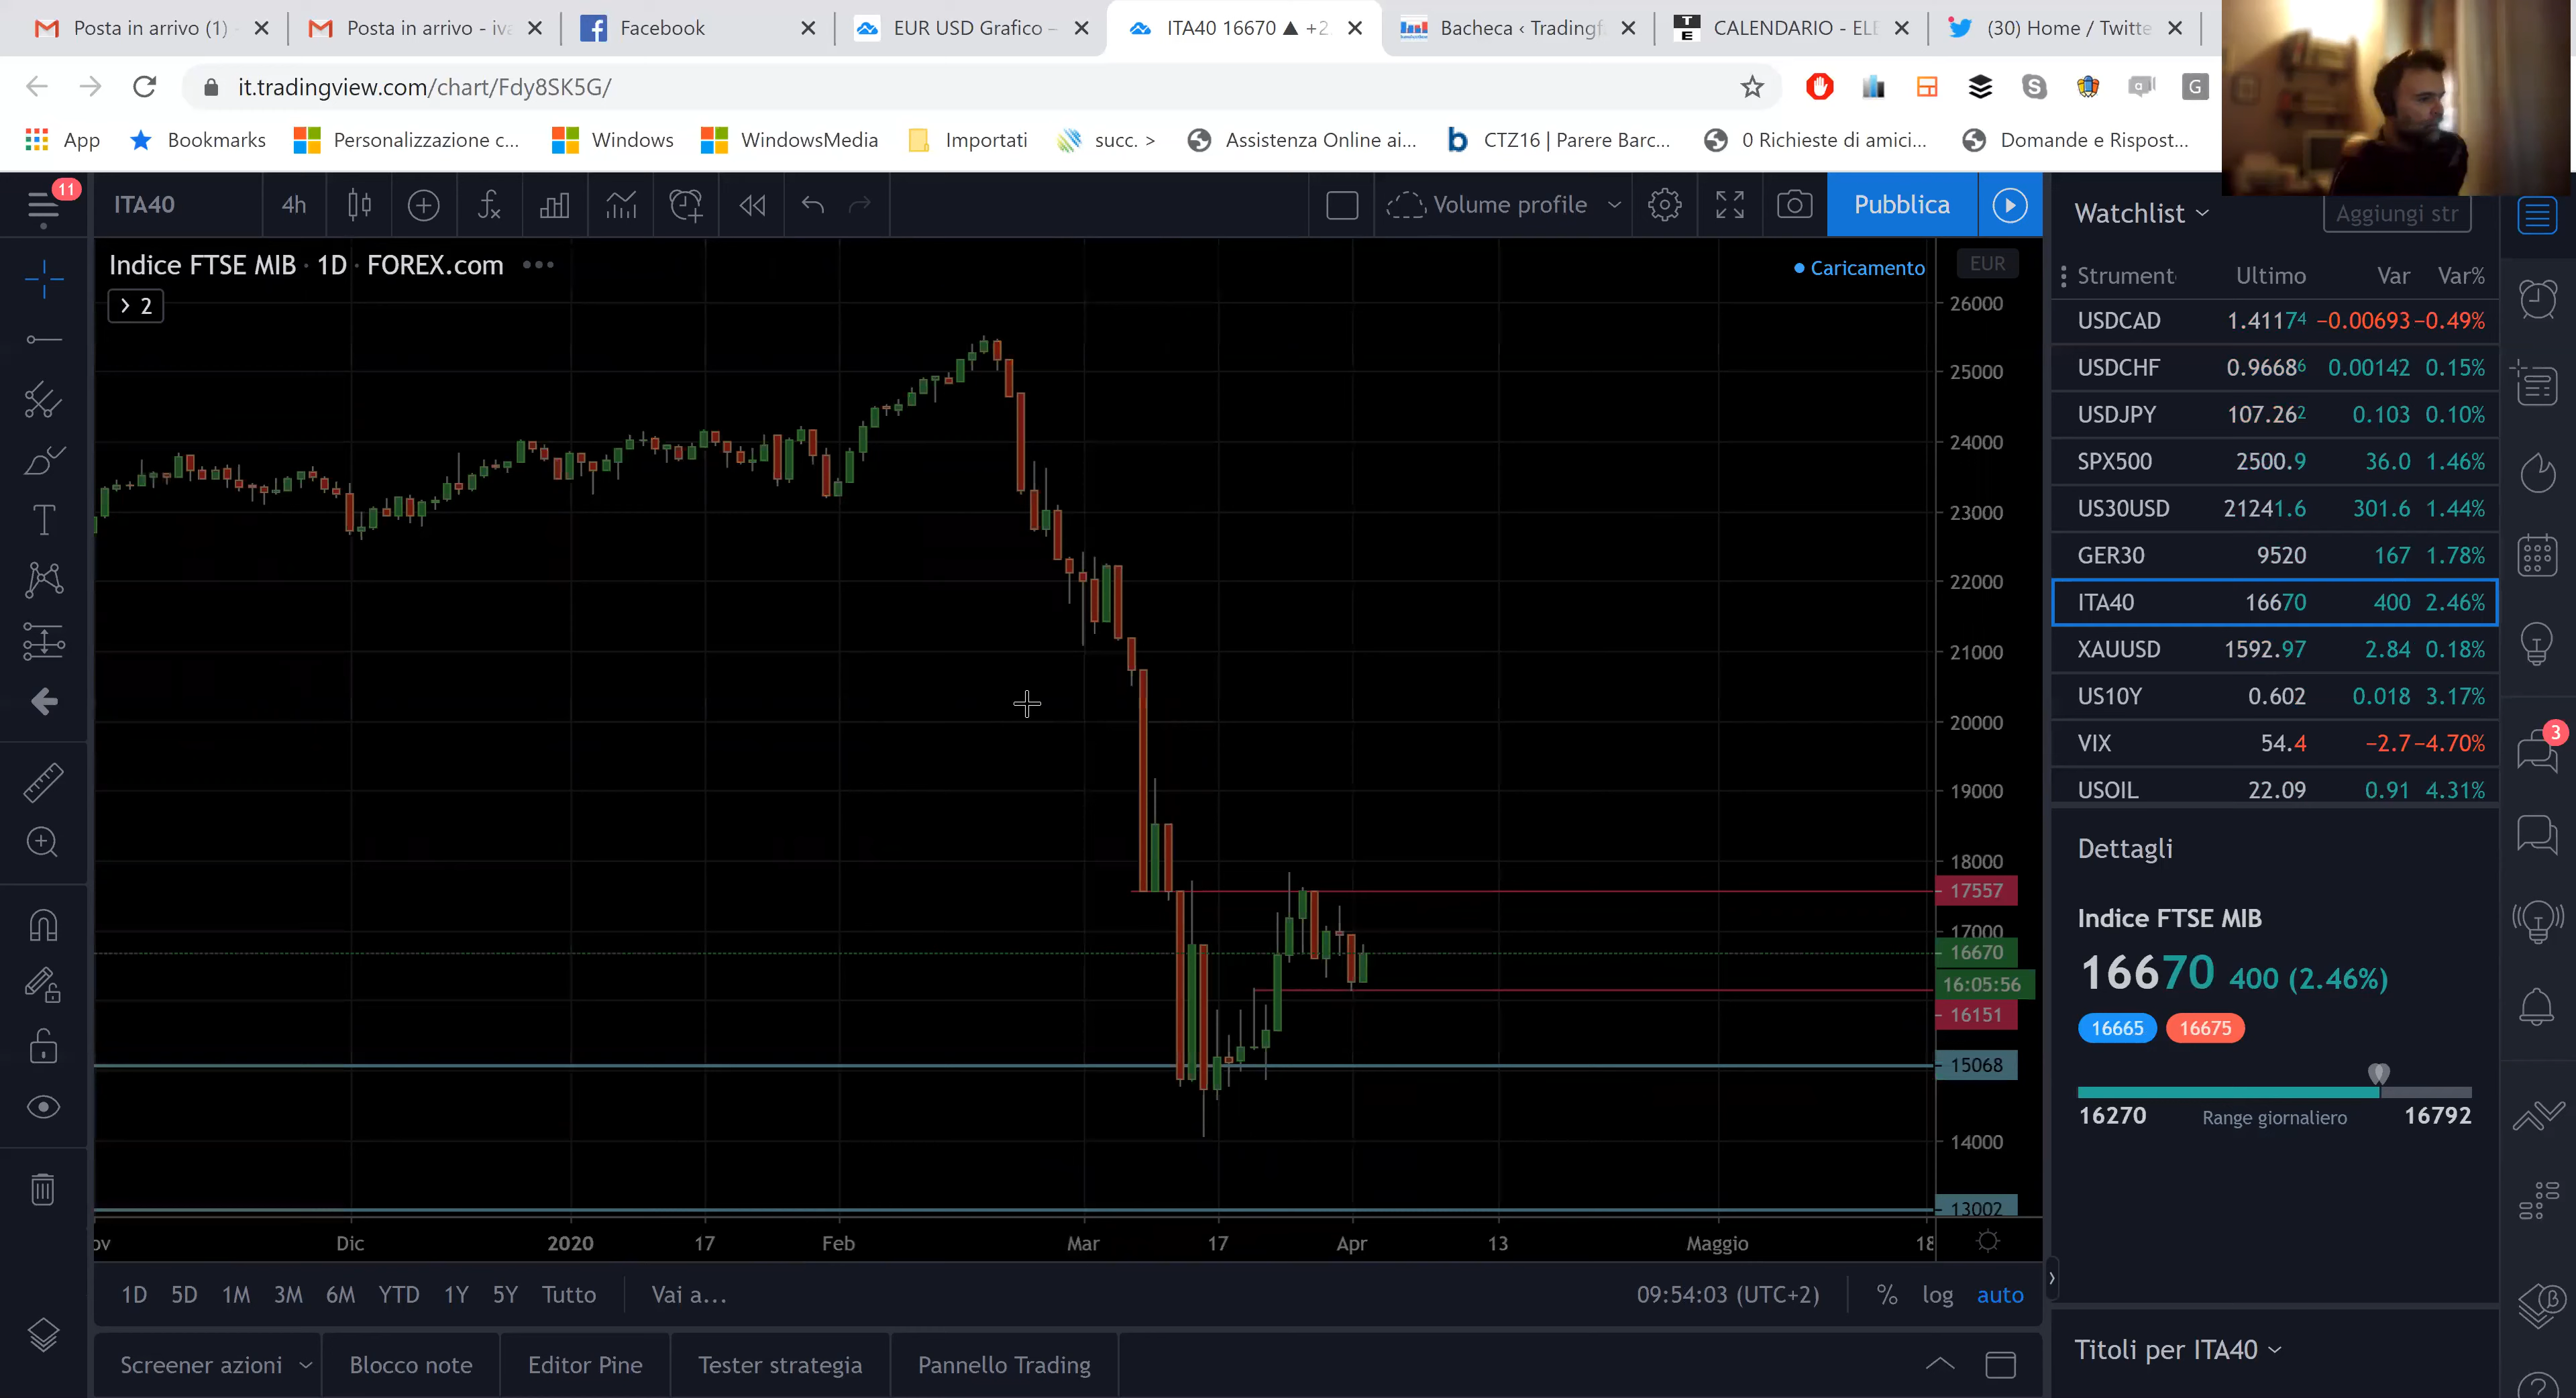 Posta in arrivo (1) -
Posta in arrivo - iva
Facebook
EUR USD Grafico –
ITA40 16670 ▲ +2.
Bacheca ‹ Tradingf
CALENDARIO - ELE
(30) Home / Twitte
it.tradingview.com/chart/Fdy8SK5G/
App
Bookmarks
Personalizzazione c...
Windows
WindowsMedia
Importati
succ. >
Assistenza Online ai...
CTZ16 | Parere Barc...
0 Richieste di amici...
Domande e Rispost...
11
ITA40
4h
Volume profile
Pubblica
Watchlist
Aggiungi str
Indice FTSE MIB · 1D · FOREX.com
Caricamento
EUR
> 2
Strument
Ultimo
Var
Var%
USDCAD 1.41174 −0.00693 −0.49%
USDCHF 0.96686 0.00142 0.15%
USDJPY 107.262 0.103 0.10%
SPX500 2500.9 36.0 1.46%
US30USD 21241.6 301.6 1.44%
GER30 9520 167 1.78%
ITA40 16670 400 2.46%
XAUUSD 1592.97 2.84 0.18%
US10Y 0.602 0.018 3.17%
VIX 54.4 −2.7 −4.70%
USOIL 22.09 0.91 4.31%
3
26000
25000
24000
23000
22000
21000
20000
19000
18000
17557
17000
16670
16:05:56
16151
15068
14000
13002
Dettagli
Indice FTSE MIB
16670 400 (2.46%)
16665 16675
16270 Range giornaliero 16792
ov Dic 2020 17 Feb Mar 17 Apr 13 Maggio 18
1D 5D 1M 3M 6M YTD 1Y 5Y Tutto Vai a...
09:54:03 (UTC+2) % log auto
Screener azioni
Blocco note
Editor Pine
Tester strategia
Pannello Trading
Titoli per ITA40